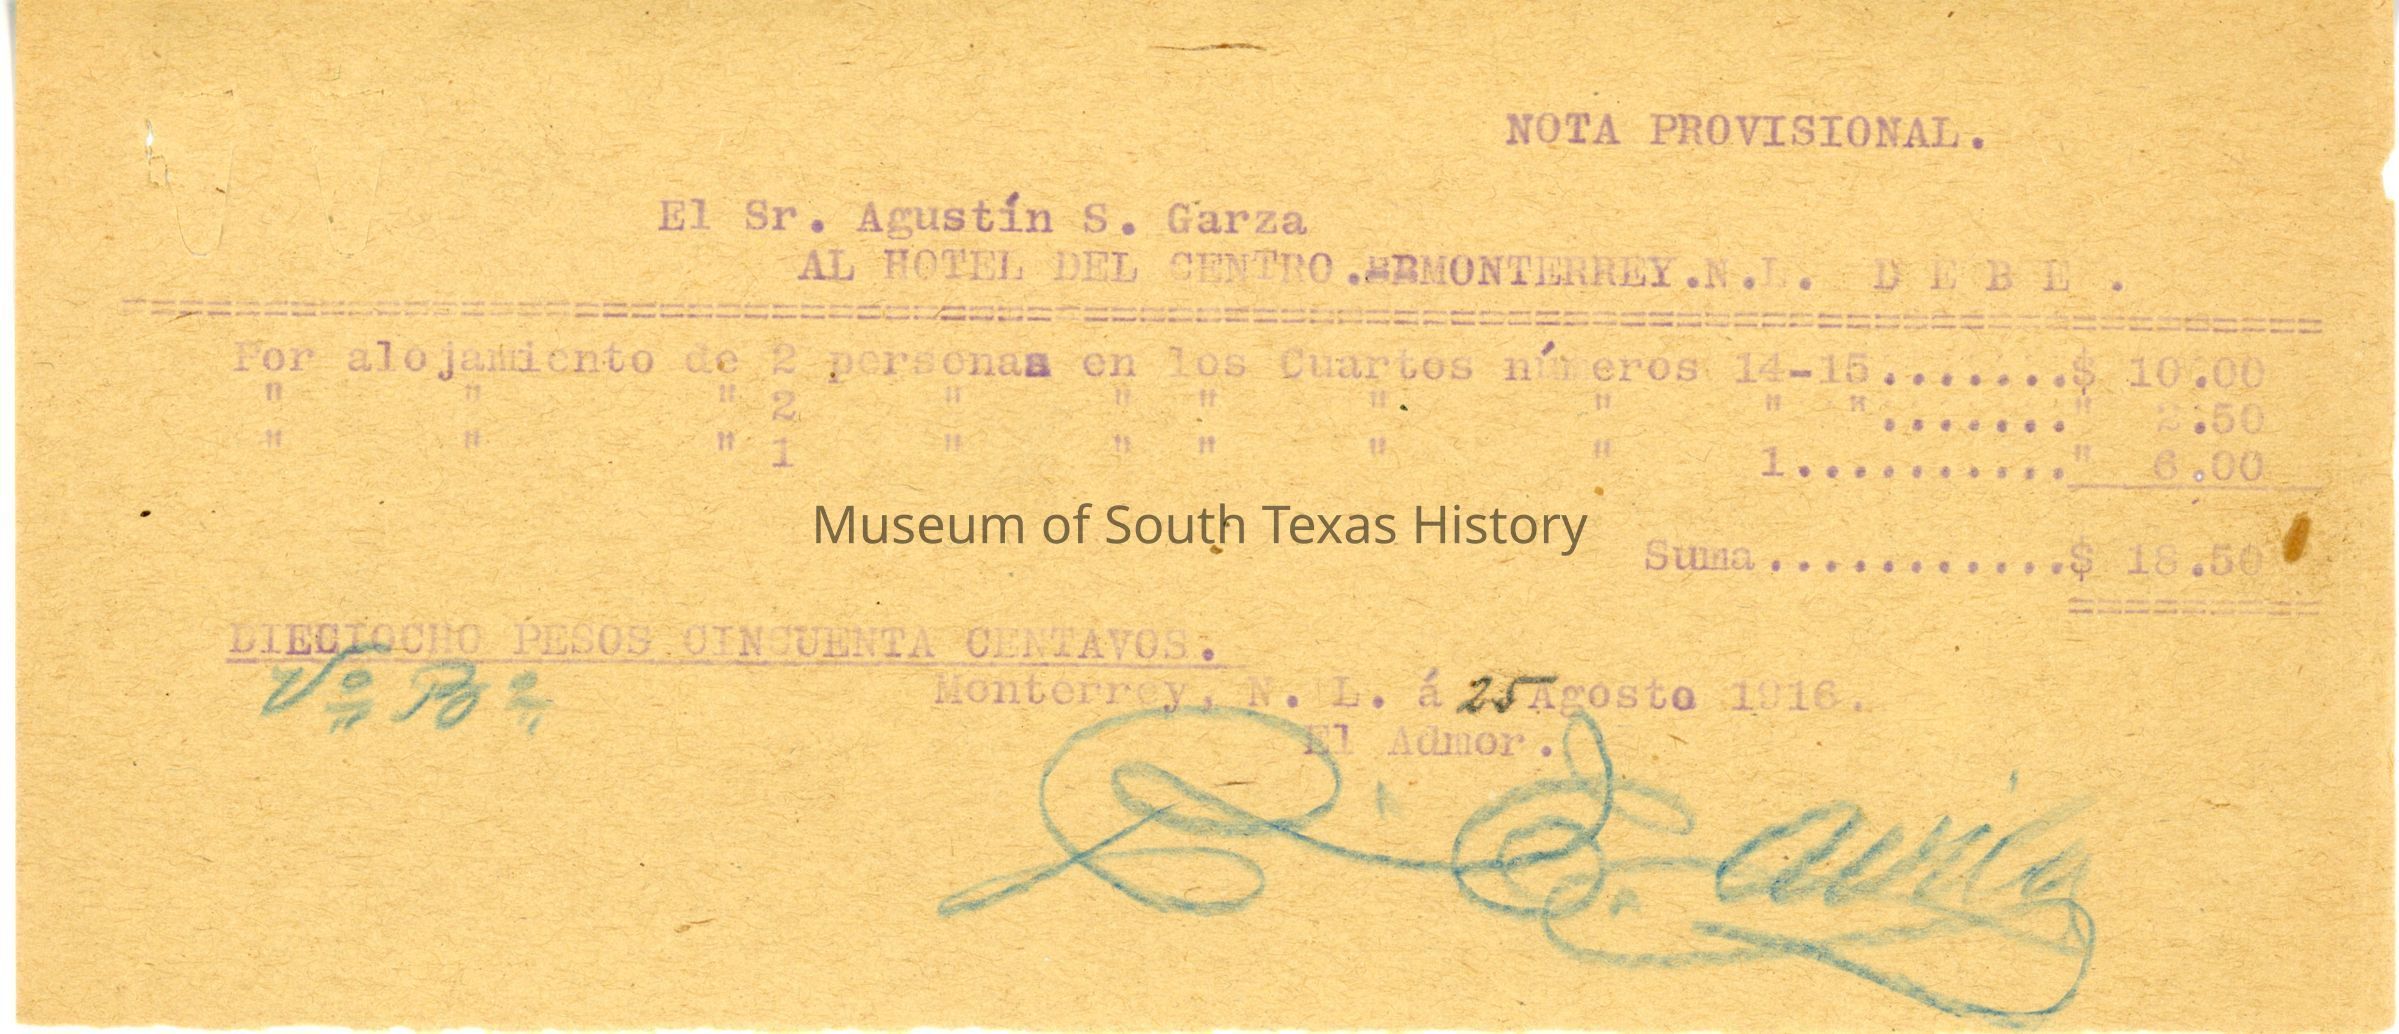 NOTA PROVISIONAL.
El Sr. Agustín S. Garza
AL HOTEL DEL CENTRO. MONTERREY.N.L. D E B E .
===============================================================================
Por alojamiento de 2 personas en los Cuartos números 14-15.......$ 10.00
" " " 2 " " " " " " "......." 2.50
" " " 1 " " " " " 1.........." 6.00
Museum of South Texas History
Suma...........$ 18.50
=========
DIECIOCHO PESOS CINCUENTA CENTAVOS.
Vo Bo
Monterrey, N. L. á 25 Agosto 1916.
El Admor.